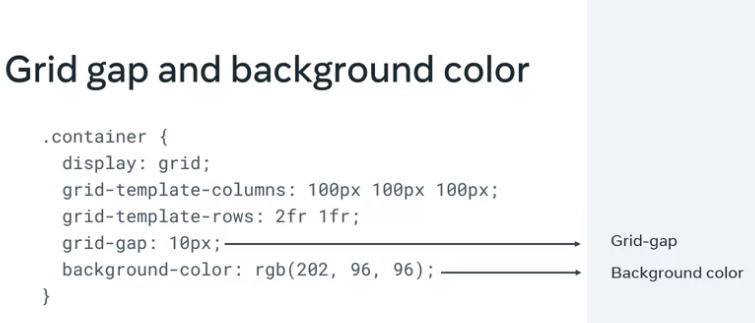 Grid gap and background color
.container {
display: grid;
grid-template-columns: 100px 100px 100px;
grid-template-rows: 2fr 1fr;
grid-gap: 10px;
Grid-gap
background-color: rgb(202, 96, 96);
Background color
}